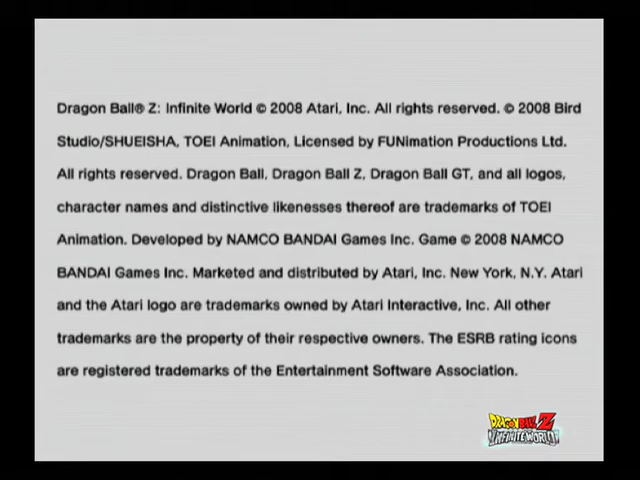 Dragon Ball® Z: Infinite World © 2008 Atari, Inc. All rights reserved. © 2008 Bird
Studio/SHUEISHA, TOEI Animation, Licensed by FUNimation Productions Ltd.
All rights reserved. Dragon Ball, Dragon Ball Z, Dragon Ball GT, and all logos,
character names and distinctive likenesses thereof are trademarks of TOEI
Animation. Developed by NAMCO BANDAI Games Inc. Game © 2008 NAMCO
BANDAI Games Inc. Marketed and distributed by Atari, Inc. New York, N.Y. Atari
and the Atari logo are trademarks owned by Atari Interactive, Inc. All other
trademarks are the property of their respective owners. The ESRB rating icons
are registered trademarks of the Entertainment Software Association.
DRAGON BALL Z
INFINITE WORLD